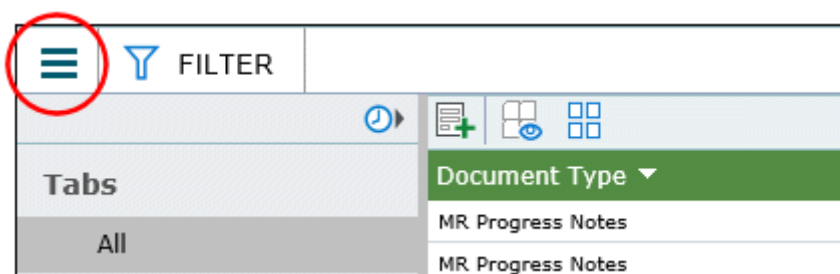 FILTER
Tabs
All
Document Type
MR Progress Notes
MR Progress Notes